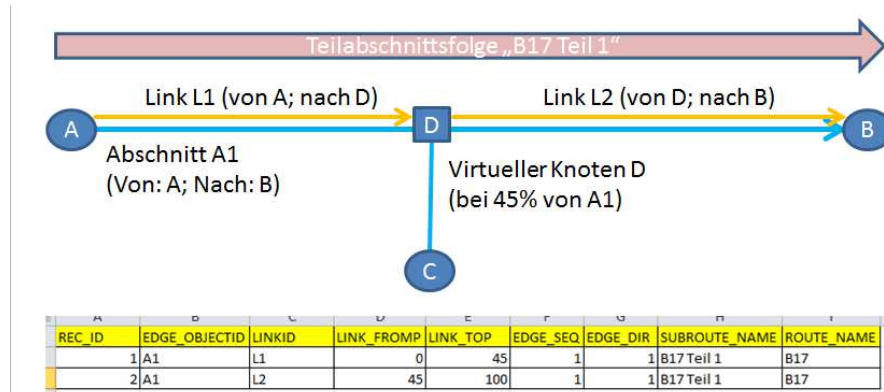 Teilabschnittsfolge „B17 Teil 1“
Link L1 (von A; nach D)
Link L2 (von D; nach B)
A
D
B
Abschnitt A1
(Von: A; Nach: B)
Virtueller Knoten D
(bei 45% von A1)
C
A B C D E F G H I
REC_ID EDGE_OBJECTID LINKID LINK_FROMP LINK_TOP EDGE_SEQ EDGE_DIR SUBROUTE_NAME ROUTE_NAME
1 A1 L1 0 45 1 1 B17 Teil 1 B17
2 A1 L2 45 100 1 1 B17 Teil 1 B17